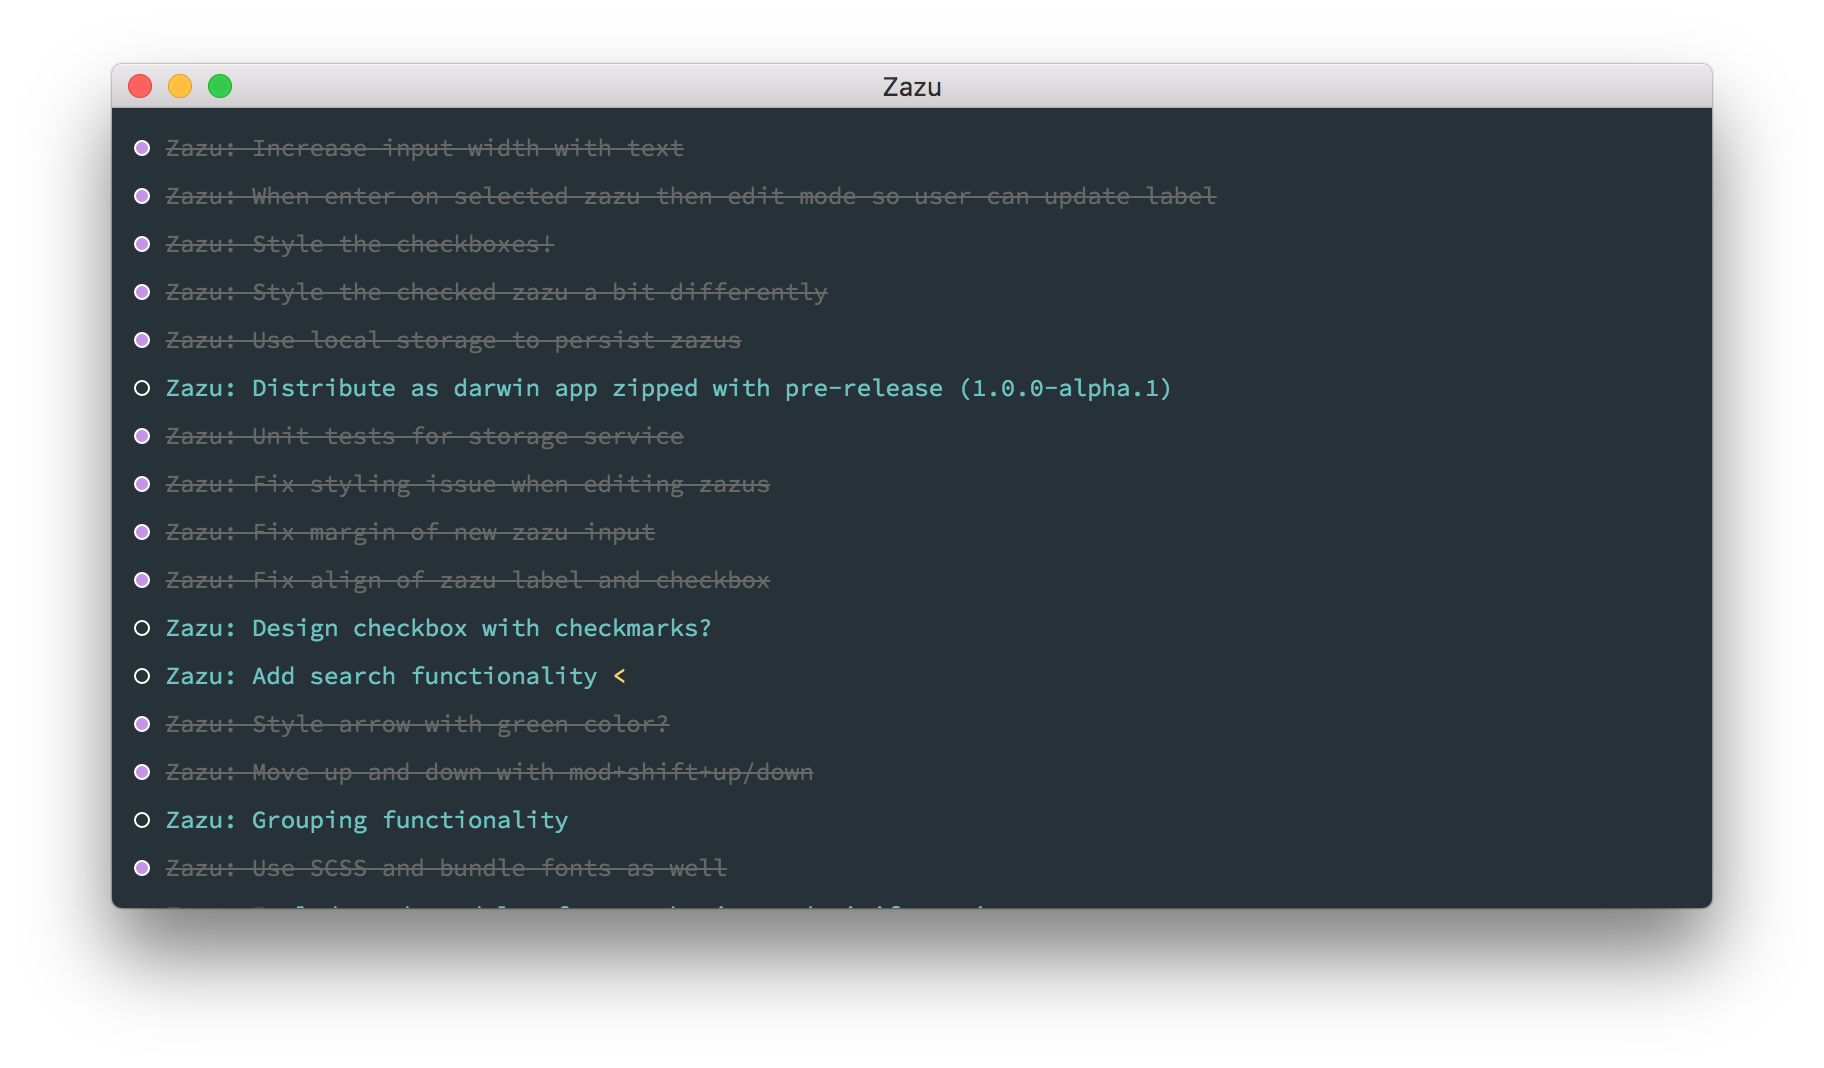 Zazu
Zazu: Increase input width with text
Zazu: When enter on selected zazu then edit mode so user can update label
Zazu: Style the checkboxes!
Zazu: Style the checked zazu a bit differently
Zazu: Use local storage to persist zazus
Zazu: Distribute as darwin app zipped with pre-release (1.0.0-alpha.1)
Zazu: Unit tests for storage service
Zazu: Fix styling issue when editing zazus
Zazu: Fix margin of new zazu input
Zazu: Fix align of zazu label and checkbox
Zazu: Design checkbox with checkmarks?
Zazu: Add search functionality <
Zazu: Style arrow with green color?
Zazu: Move up and down with mod+shift+up/down
Zazu: Grouping functionality
Zazu: Use SCSS and bundle fonts as well